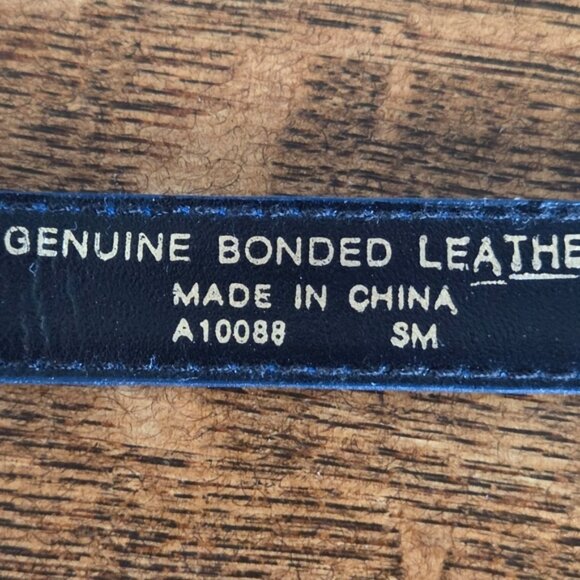 GENUINE BONDED LEATHE
MADE IN CHINA
A10088 SM